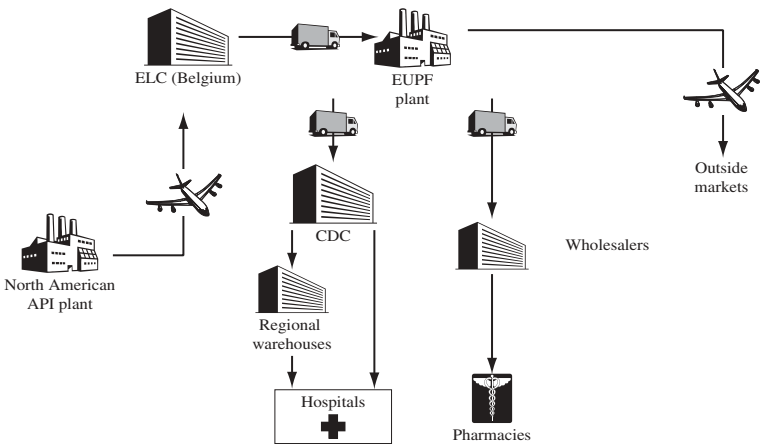 ELC (Belgium)
EUPF
plant
Outside
markets
CDC
Wholesalers
North American
API plant
Regional
warehouses
Hospitals
Pharmacies